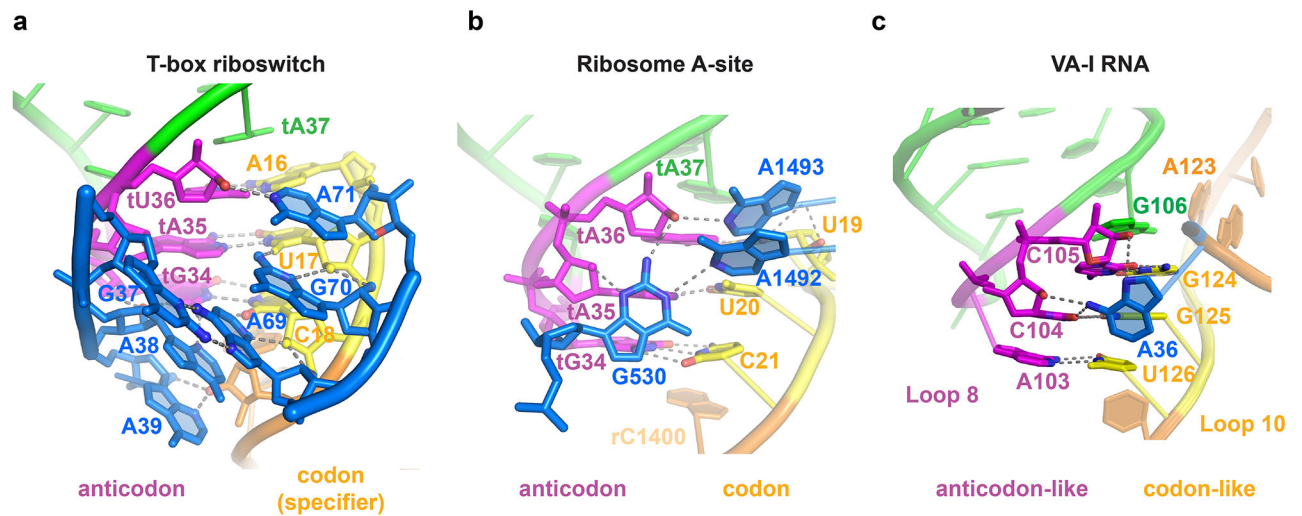 a
T-box riboswitch
tA37
A16
tU36
A71
tA35
U17
tG34
G37
G70
A69
C18
A38
A39
anticodon
codon
(specifier)
b
Ribosome A-site
tA37
A1493
U19
tA36
A1492
U20
tA35
tG34
C21
G530
rC1400
anticodon
codon
c
VA-I RNA
A123
G106
C105
G124
G125
C104
A36
A103
U126
Loop 8
Loop 10
anticodon-like
codon-like